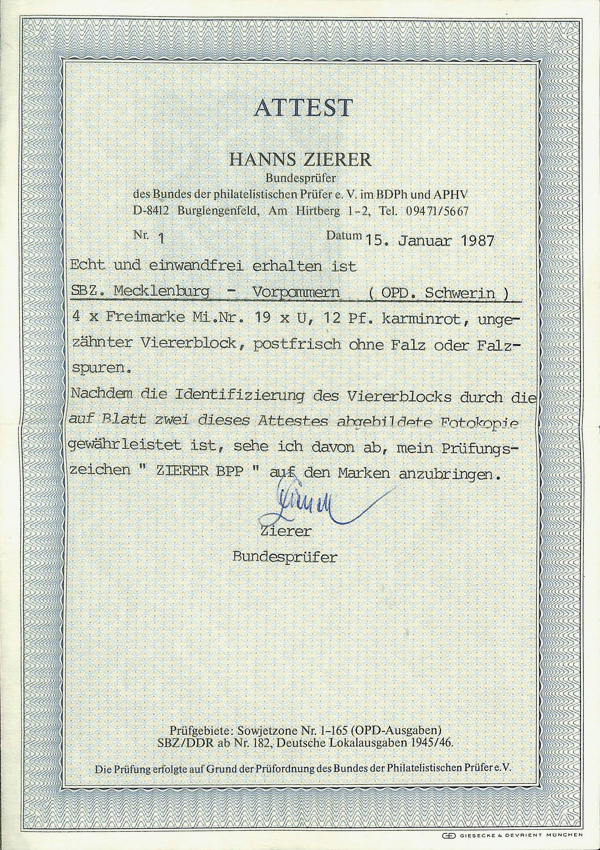 ATTEST
HANNS ZIERER
Bundesprüfer
des Bundes der philatelistischen Prüfer e. V. im BDPh und APHV
D-8412 Burglengenfeld, Am Hirtberg 1-2, Tel. 09471/5667
Nr. 1 Datum 15. Januar 1987
Echt und einwandfrei erhalten ist
SBZ. Mecklenburg - Vorpommern ( OPD. Schwerin )
4 x Freimarke Mi.Nr. 19 x U, 12 Pf. karminrot, unge-
zähnter Viererblock, postfrisch ohne Falz oder Falz-
spuren.
Nachdem die Identifizierung des Viererblocks durch die
auf Blatt zwei dieses Attestes abgebildete Fotokopie
gewährleistet ist, sehe ich davon ab, mein Prüfungs-
zeichen " ZIERER BPP " auf den Marken anzubringen.
Zierer
Zierer
Bundesprüfer
Prüfgebiete: Sowjetzone Nr. 1-165 (OPD-Ausgaben)
SBZ/DDR ab Nr. 182, Deutsche Lokalausgaben 1945/46.
Die Prüfung erfolgte auf Grund der Prüfordnung des Bundes der Philatelistischen Prüfer e.V.
GIESECKE & DEVRIENT MÜNCHEN